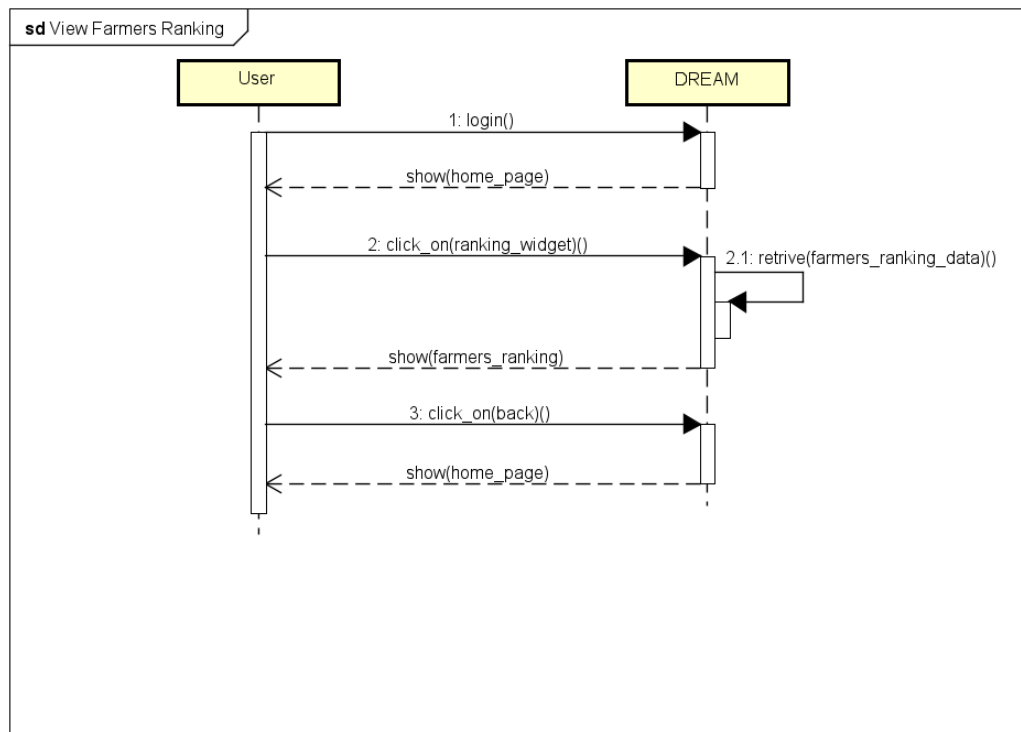 sd View Farmers Ranking
User
DREAM
1: login()
show(home_page)
2: click_on(ranking_widget)()
2.1: retrive(farmers_ranking_data)()
show(farmers_ranking)
3: click_on(back)()
show(home_page)